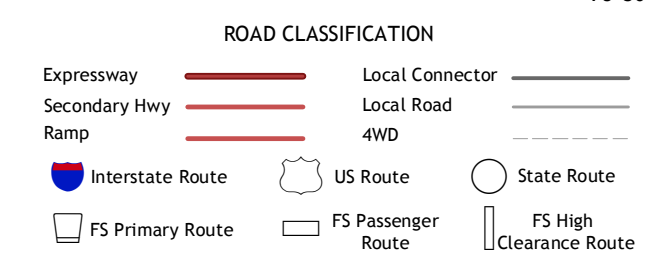 ROAD CLASSIFICATION
Expressway
Local Connector
Secondary Hwy
Local Road
Ramp
4WD
Interstate Route
US Route
State Route
FS Primary Route
FS Passenger
Route
FS High
Clearance Route